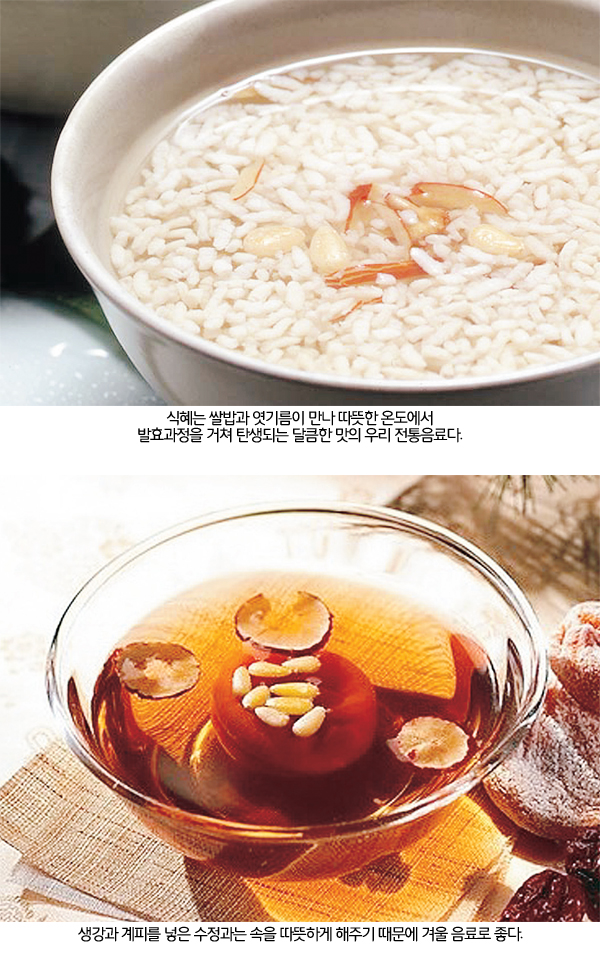 식혜는 쌀밥과 엿기름이 만나 따뜻한 온도에서
발효과정을 거쳐 탄생되는 달큼한 맛의 우리 전통음료다.
생강과 계피를 넣은 수정과는 속을 따뜻하게 해주기 때문에 겨울 음료로 좋다.